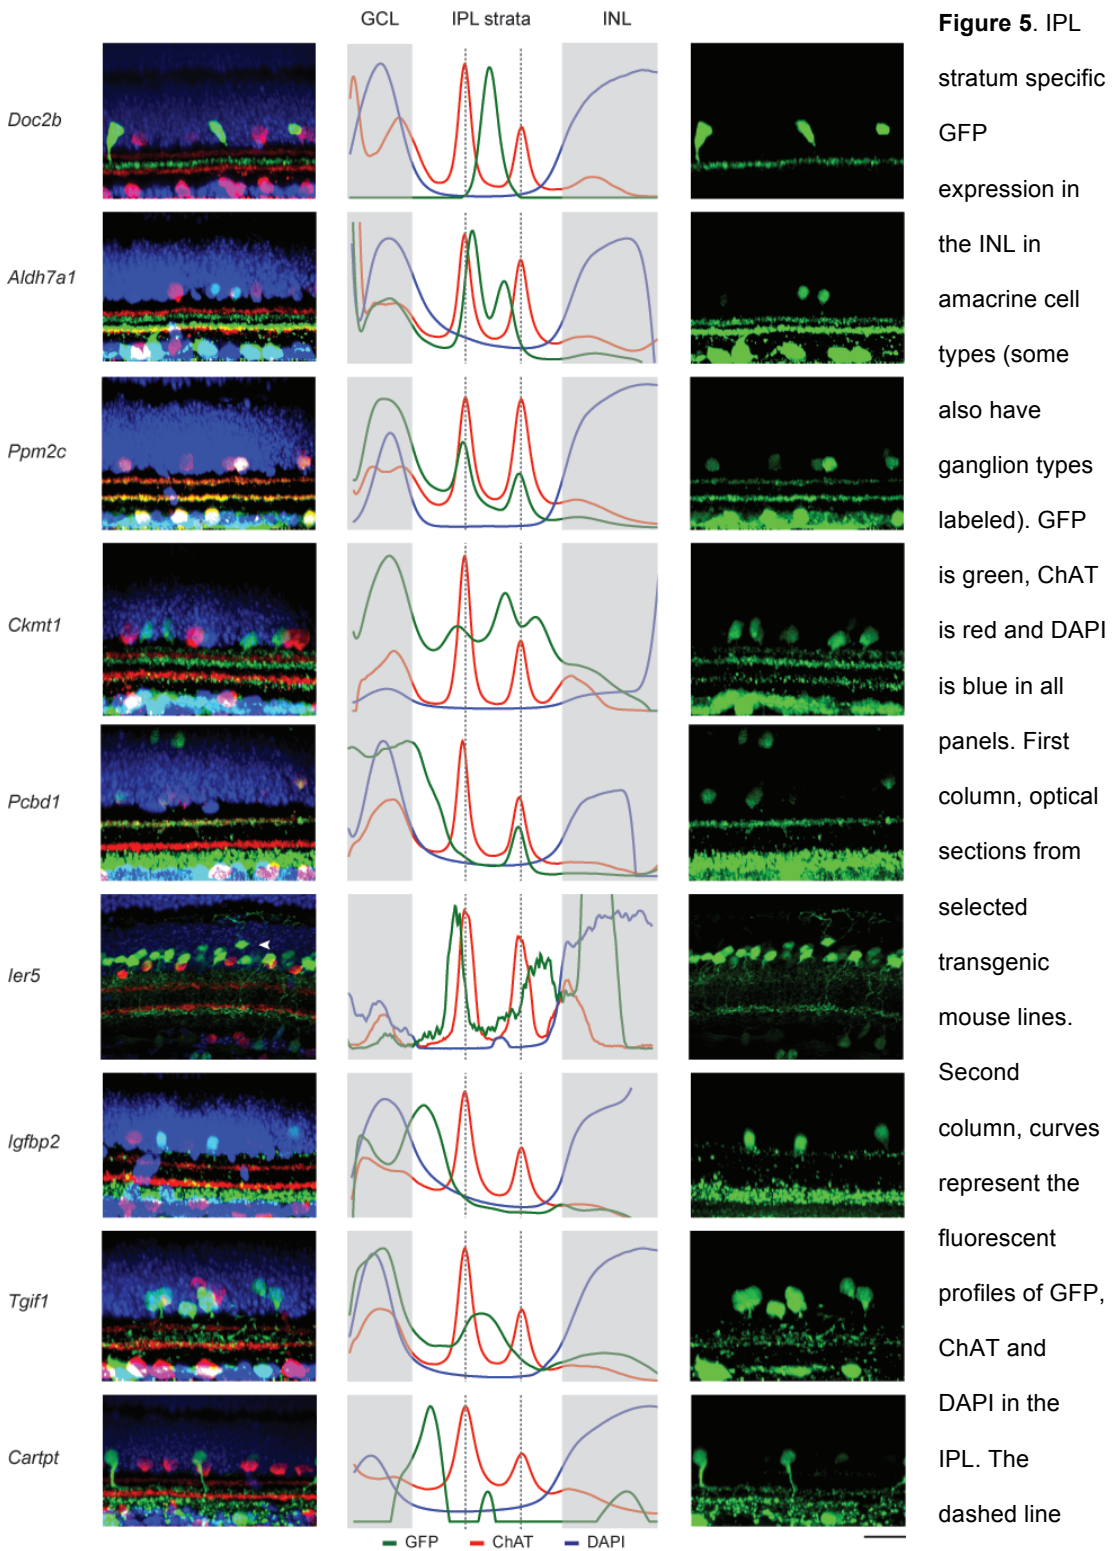 GCL IPL strata INL
Doc2b
Aldh7a1
Ppm2c
Ckmt1
Pcbd1
Ier5
Igfbp2
Tgif1
Cartpt
GFP ChAT DAPI
Figure 5. IPL
stratum specific
GFP
expression in
the INL in
amacrine cell
types (some
also have
ganglion types
labeled). GFP
is green, ChAT
is red and DAPI
is blue in all
panels. First
column, optical
sections from
selected
transgenic
mouse lines.
Second
column, curves
represent the
fluorescent
profiles of GFP,
ChAT and
DAPI in the
IPL. The
dashed line